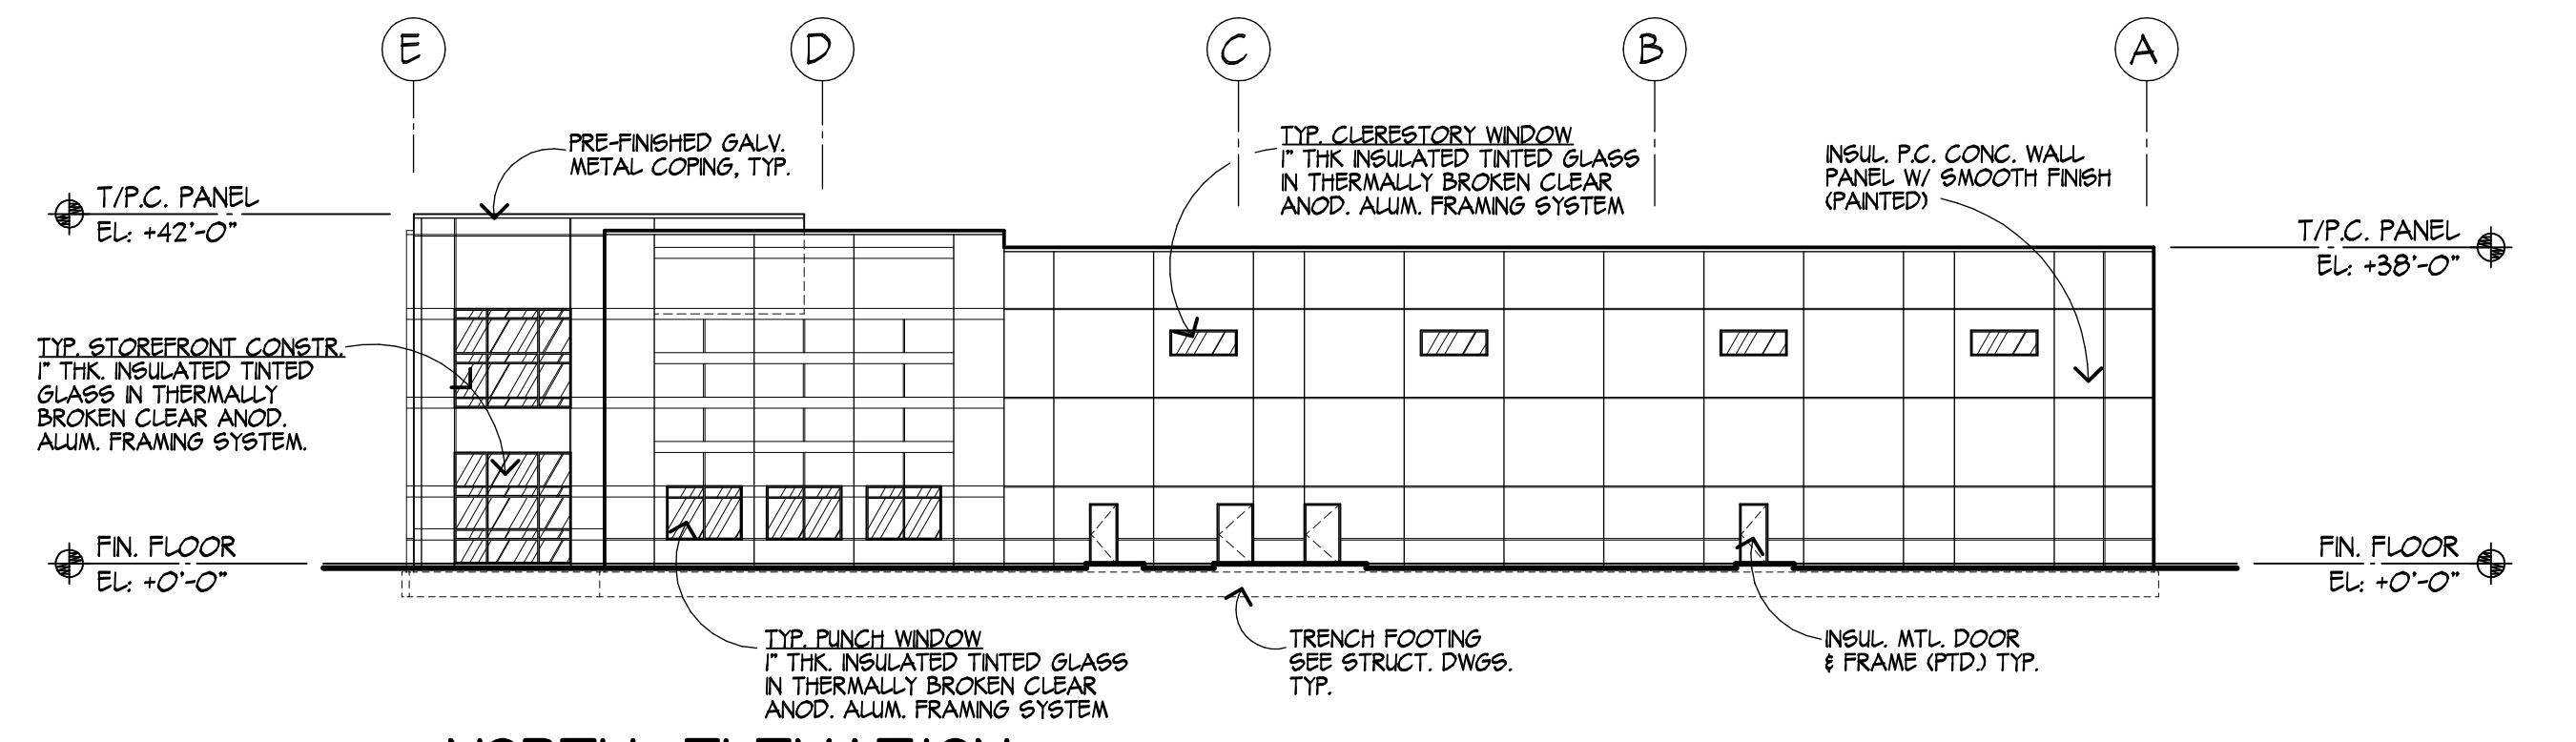 E
D
C
B
A
PRE-FINISHED GALV.
METAL COPING, TYP.
TYP. CLERESTORY WINDOW
1" THK INSULATED TINTED GLASS
IN THERMALLY BROKEN CLEAR
ANOD. ALUM. FRAMING SYSTEM
INSUL. P.C. CONC. WALL
PANEL W/ SMOOTH FINISH
(PAINTED)
T/P.C. PANEL
EL: +42'-0"
T/P.C. PANEL
EL: +38'-0"
TYP. STOREFRONT CONSTR.
1" THK. INSULATED TINTED
GLASS IN THERMALLY
BROKEN CLEAR ANOD.
ALUM. FRAMING SYSTEM.
FIN. FLOOR
EL: +0'-0"
FIN. FLOOR
EL: +0'-0"
TYP. PUNCH WINDOW
1" THK. INSULATED TINTED GLASS
IN THERMALLY BROKEN CLEAR
ANOD. ALUM. FRAMING SYSTEM
TRENCH FOOTING
SEE STRUCT. DWGS.
TYP.
INSUL. MTL. DOOR
& FRAME (PTD.) TYP.
NORTH ELEVATION